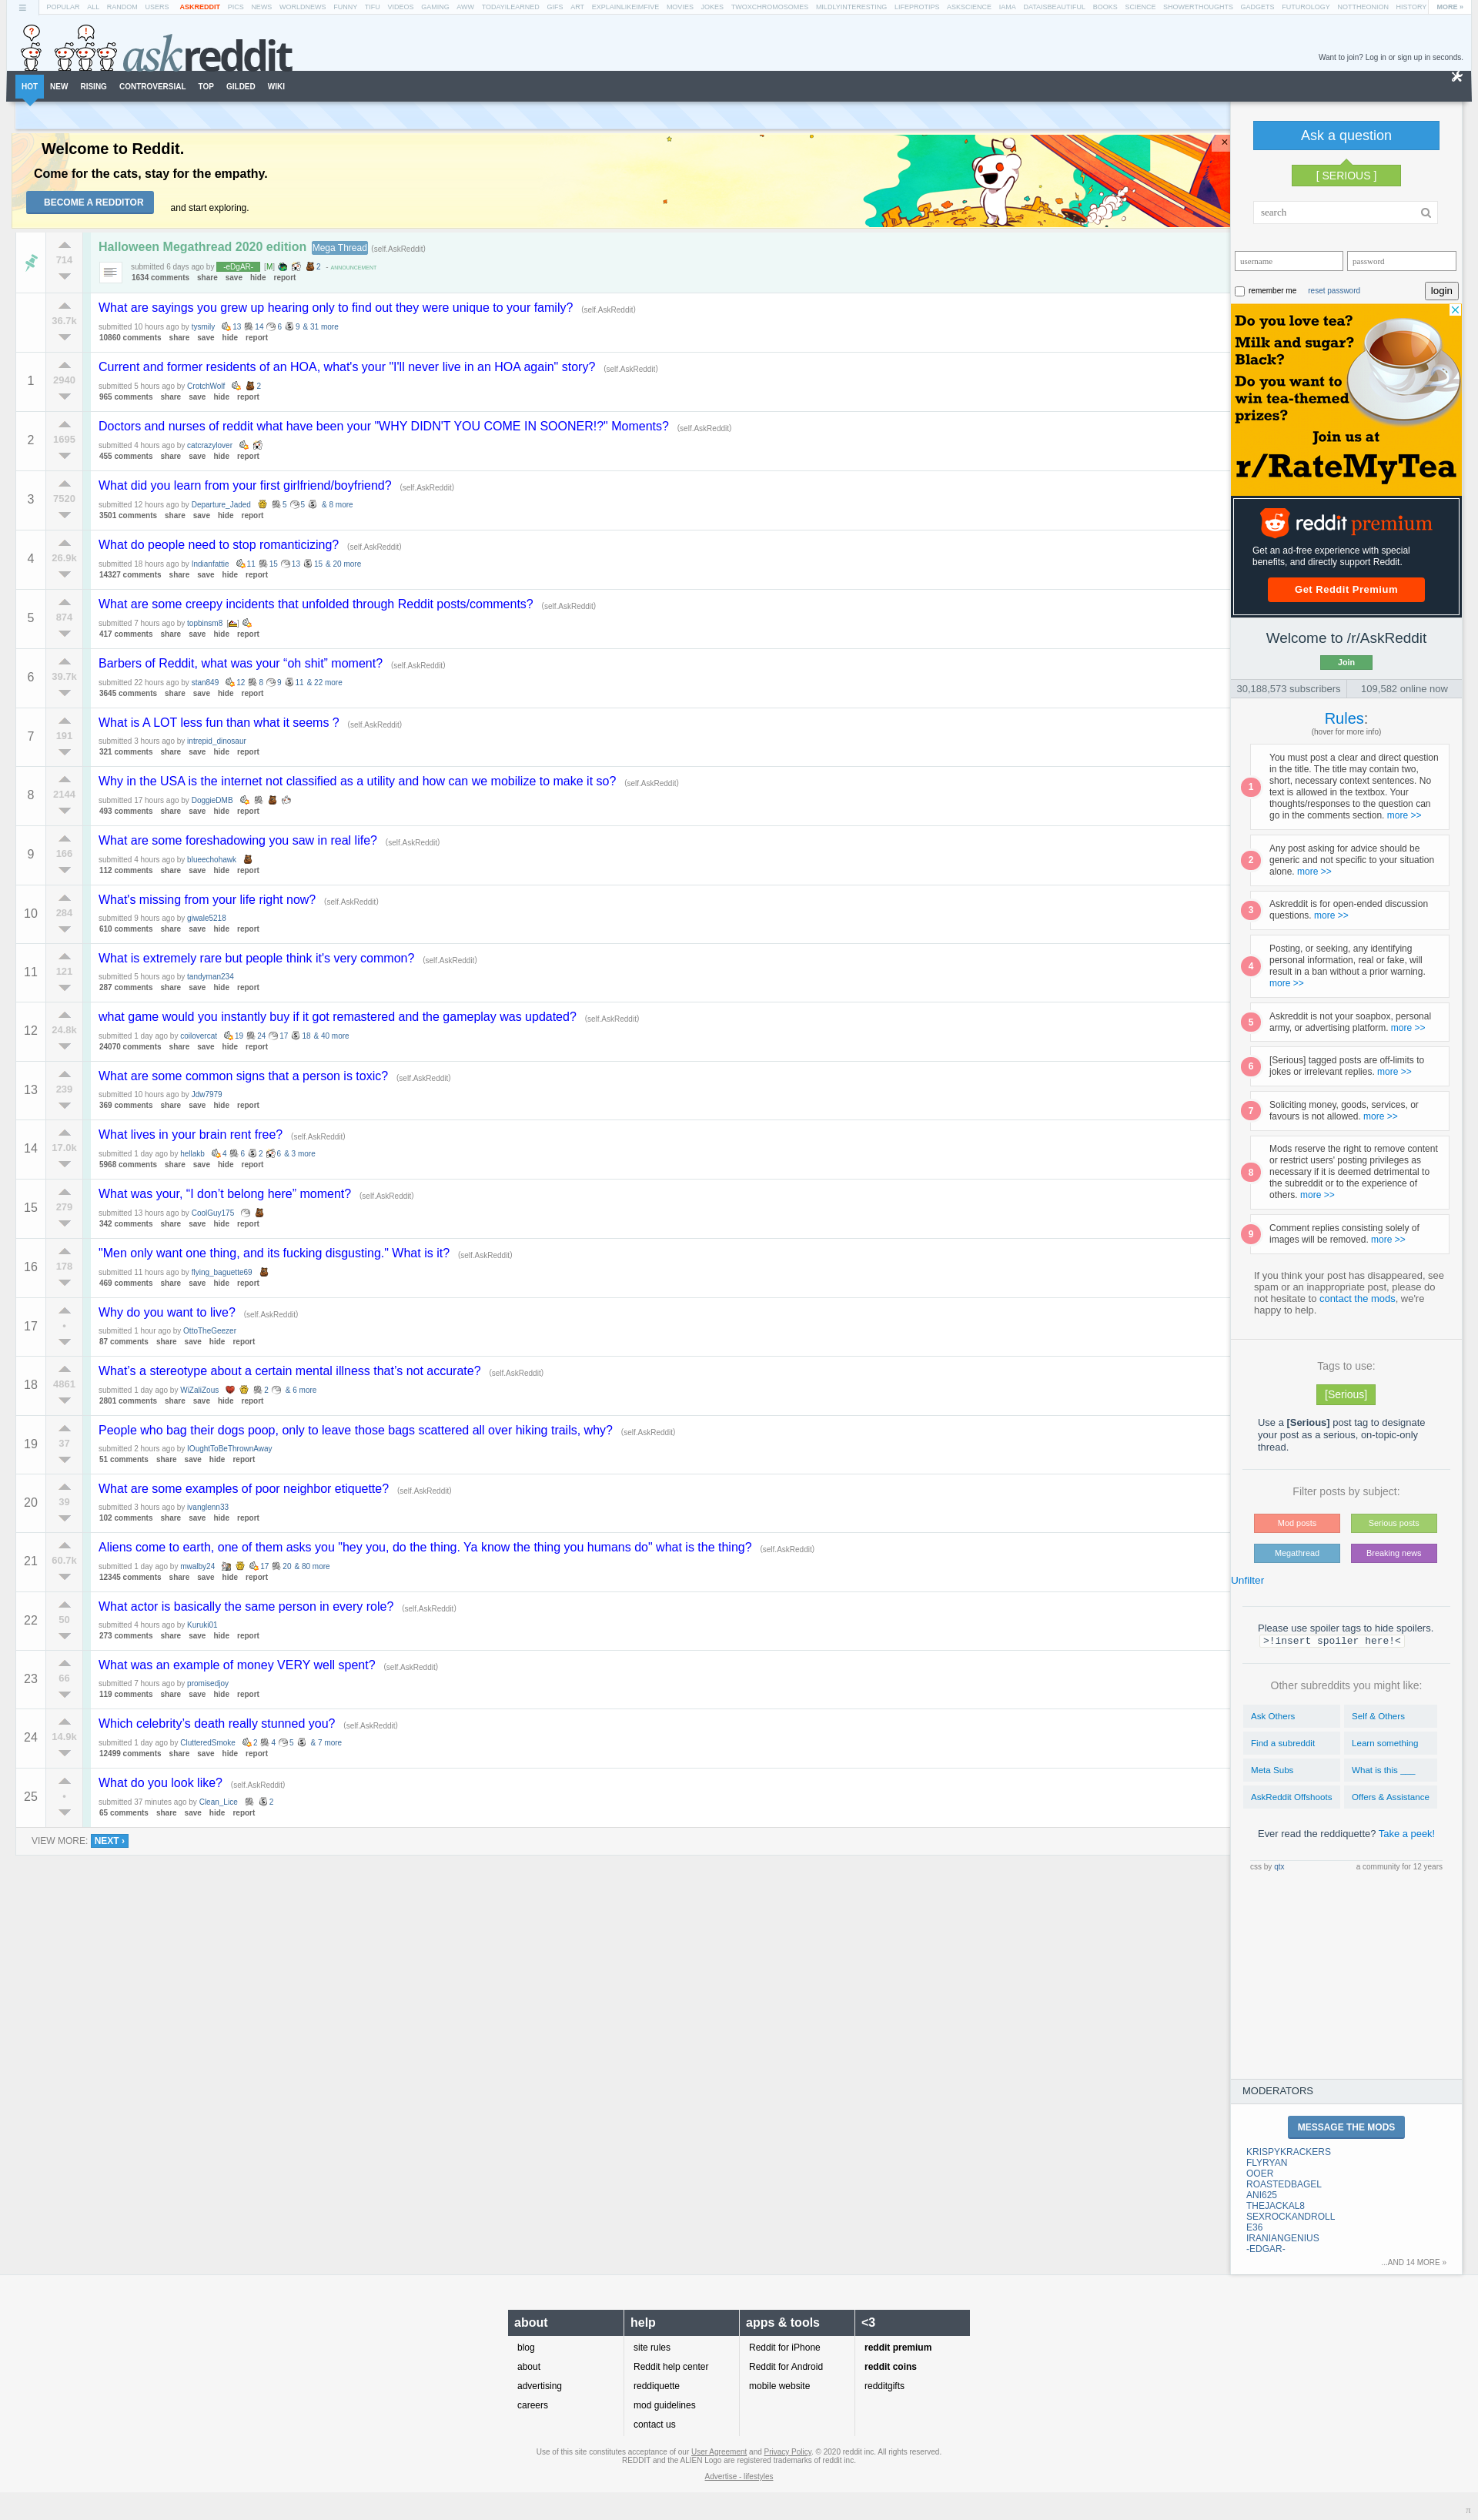 POPULAR ALL RANDOM USERS ASKREDDIT PICS NEWS WORLDNEWS FUNNY TIFU VIDEOS GAMING AWW TODAYILEARNED GIFS ART EXPLAINLIKEIMFIVE MOVIES JOKES TWOXCHROMOSOMES MILDLYINTERESTING LIFEPROTIPS ASKSCIENCE IAMA DATAISBEAUTIFUL BOOKS SCIENCE SHOWERTHOUGHTS GADGETS FUTUROLOGY NOTTHEONION HISTORY MORE »
askreddit
Want to join? Log in or sign up in seconds.
HOT NEW RISING CONTROVERSIAL TOP GILDED WIKI
Welcome to Reddit.
Come for the cats, stay for the empathy.
BECOME A REDDITOR and start exploring.
×
714
Halloween Megathread 2020 edition Mega Thread (self.AskReddit)
submitted 6 days ago by -eDgAR- [M] 2 - ANNOUNCEMENT
1634 comments share save hide report
36.7k
What are sayings you grew up hearing only to find out they were unique to your family? (self.AskReddit)
submitted 10 hours ago by tysmily 13 14 6 9 & 31 more
10860 comments share save hide report
1
2940
Current and former residents of an HOA, what's your "I'll never live in an HOA again" story? (self.AskReddit)
submitted 5 hours ago by CrotchWolf 2
965 comments share save hide report
2
1695
Doctors and nurses of reddit what have been your "WHY DIDN'T YOU COME IN SOONER!?" Moments? (self.AskReddit)
submitted 4 hours ago by catcrazylover
455 comments share save hide report
3
7520
What did you learn from your first girlfriend/boyfriend? (self.AskReddit)
submitted 12 hours ago by Departure_Jaded 5 5 & 8 more
3501 comments share save hide report
4
26.9k
What do people need to stop romanticizing? (self.AskReddit)
submitted 18 hours ago by Indianfattie 11 15 13 15 & 20 more
14327 comments share save hide report
5
874
What are some creepy incidents that unfolded through Reddit posts/comments? (self.AskReddit)
submitted 7 hours ago by topbinsm8
417 comments share save hide report
6
39.7k
Barbers of Reddit, what was your “oh shit” moment? (self.AskReddit)
submitted 22 hours ago by stan849 12 8 9 11 & 22 more
3645 comments share save hide report
7
191
What is A LOT less fun than what it seems ? (self.AskReddit)
submitted 3 hours ago by intrepid_dinosaur
321 comments share save hide report
8
2144
Why in the USA is the internet not classified as a utility and how can we mobilize to make it so? (self.AskReddit)
submitted 17 hours ago by DoggieDMB
493 comments share save hide report
9
166
What are some foreshadowing you saw in real life? (self.AskReddit)
submitted 4 hours ago by blueechohawk
112 comments share save hide report
10
284
What's missing from your life right now? (self.AskReddit)
submitted 9 hours ago by giwale5218
610 comments share save hide report
11
121
What is extremely rare but people think it's very common? (self.AskReddit)
submitted 5 hours ago by tandyman234
287 comments share save hide report
12
24.8k
what game would you instantly buy if it got remastered and the gameplay was updated? (self.AskReddit)
submitted 1 day ago by coilovercat 19 24 17 18 & 40 more
24070 comments share save hide report
13
239
What are some common signs that a person is toxic? (self.AskReddit)
submitted 10 hours ago by Jdw7979
369 comments share save hide report
14
17.0k
What lives in your brain rent free? (self.AskReddit)
submitted 1 day ago by hellakb 4 6 2 6 & 3 more
5968 comments share save hide report
15
279
What was your, “I don’t belong here” moment? (self.AskReddit)
submitted 13 hours ago by CoolGuy175
342 comments share save hide report
16
178
"Men only want one thing, and its fucking disgusting." What is it? (self.AskReddit)
submitted 11 hours ago by flying_baguette69
469 comments share save hide report
17
•
Why do you want to live? (self.AskReddit)
submitted 1 hour ago by OttoTheGeezer
87 comments share save hide report
18
4861
What’s a stereotype about a certain mental illness that’s not accurate? (self.AskReddit)
submitted 1 day ago by WiZaliZous 2 & 6 more
2801 comments share save hide report
19
37
People who bag their dogs poop, only to leave those bags scattered all over hiking trails, why? (self.AskReddit)
submitted 2 hours ago by IOughtToBeThrownAway
51 comments share save hide report
20
39
What are some examples of poor neighbor etiquette? (self.AskReddit)
submitted 3 hours ago by ivanglenn33
102 comments share save hide report
21
60.7k
Aliens come to earth, one of them asks you "hey you, do the thing. Ya know the thing you humans do" what is the thing? (self.AskReddit)
submitted 1 day ago by mwalby24 17 20 & 80 more
12345 comments share save hide report
22
50
What actor is basically the same person in every role? (self.AskReddit)
submitted 4 hours ago by Kuruki01
273 comments share save hide report
23
66
What was an example of money VERY well spent? (self.AskReddit)
submitted 7 hours ago by promisedjoy
119 comments share save hide report
24
14.9k
Which celebrity’s death really stunned you? (self.AskReddit)
submitted 1 day ago by ClutteredSmoke 2 4 5 & 7 more
12499 comments share save hide report
25
•
What do you look like? (self.AskReddit)
submitted 37 minutes ago by Clean_Lice 2
65 comments share save hide report
VIEW MORE: NEXT ›
Ask a question
[ SERIOUS ]
search
username password
remember me reset password login
Do you love tea?
Milk and sugar?
Black?
Do you want to
win tea-themed
prizes?
Join us at
r/RateMyTea
reddit premium
Get an ad-free experience with special
benefits, and directly support Reddit.
Get Reddit Premium
Welcome to /r/AskReddit
Join
30,188,573 subscribers 109,582 online now
Rules:
(hover for more info)
1
You must post a clear and direct question
in the title. The title may contain two,
short, necessary context sentences. No
text is allowed in the textbox. Your
thoughts/responses to the question can
go in the comments section. more >>
2
Any post asking for advice should be
generic and not specific to your situation
alone. more >>
3
Askreddit is for open-ended discussion
questions. more >>
4
Posting, or seeking, any identifying
personal information, real or fake, will
result in a ban without a prior warning.
more >>
5
Askreddit is not your soapbox, personal
army, or advertising platform. more >>
6
[Serious] tagged posts are off-limits to
jokes or irrelevant replies. more >>
7
Soliciting money, goods, services, or
favours is not allowed. more >>
8
Mods reserve the right to remove content
or restrict users' posting privileges as
necessary if it is deemed detrimental to
the subreddit or to the experience of
others. more >>
9
Comment replies consisting solely of
images will be removed. more >>
If you think your post has disappeared, see
spam or an inappropriate post, please do
not hesitate to contact the mods, we're
happy to help.
Tags to use:
[Serious]
Use a [Serious] post tag to designate
your post as a serious, on-topic-only
thread.
Filter posts by subject:
Mod posts Serious posts
Megathread Breaking news
Unfilter
Please use spoiler tags to hide spoilers.
>!insert spoiler here!<
Other subreddits you might like:
Ask Others Self & Others
Find a subreddit Learn something
Meta Subs What is this ___
AskReddit Offshoots Offers & Assistance
Ever read the reddiquette? Take a peek!
css by qtx a community for 12 years
MODERATORS
MESSAGE THE MODS
KRISPYKRACKERS
FLYRYAN
OOER
ROASTEDBAGEL
ANI625
THEJACKAL8
SEXROCKANDROLL
E36
IRANIANGENIUS
-EDGAR-
...AND 14 MORE »
about help apps & tools <3
blog site rules Reddit for iPhone reddit premium
about Reddit help center Reddit for Android reddit coins
advertising reddiquette mobile website redditgifts
careers mod guidelines
contact us
Use of this site constitutes acceptance of our User Agreement and Privacy Policy. © 2020 reddit inc. All rights reserved.
REDDIT and the ALIEN Logo are registered trademarks of reddit inc.
Advertise - lifestyles
π